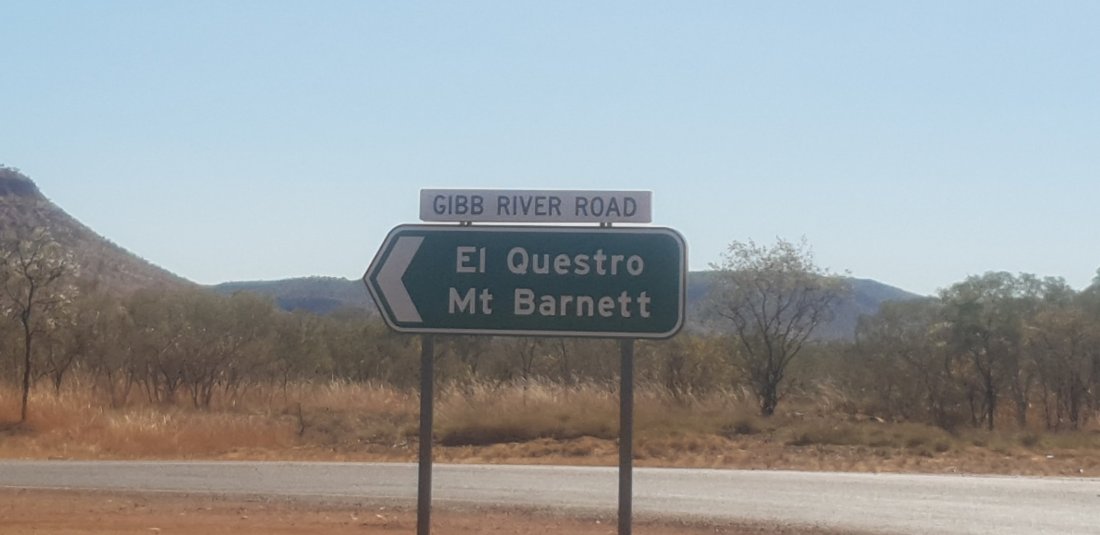 GIBB RIVER ROAD
El Questro
Mt Barnett